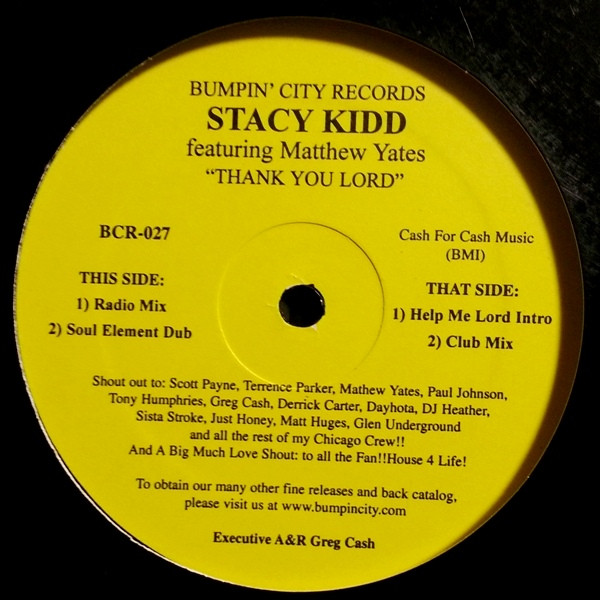 BUMPIN' CITY RECORDS
STACY KIDD
featuring Matthew Yates
"THANK YOU LORD"
BCR-027
THIS SIDE:
1) Radio Mix
2) Soul Element Dub
Cash For Cash Music
(BMI)
THAT SIDE:
1) Help Me Lord Intro
2) Club Mix
Shout out to: Scott Payne, Terrence Parker, Mathew Yates, Paul Johnson,
Tony Humphries, Greg Cash, Derrick Carter, Dayhota, DJ Heather,
Sista Stroke, Just Honey, Matt Huges, Glen Underground
and all the rest of my Chicago Crew!!
And A Big Much Love Shout: to all the Fan!!House 4 Life!
To obtain our many other fine releases and back catalog,
please visit us at www.bumpincity.com
Executive A&R Greg Cash